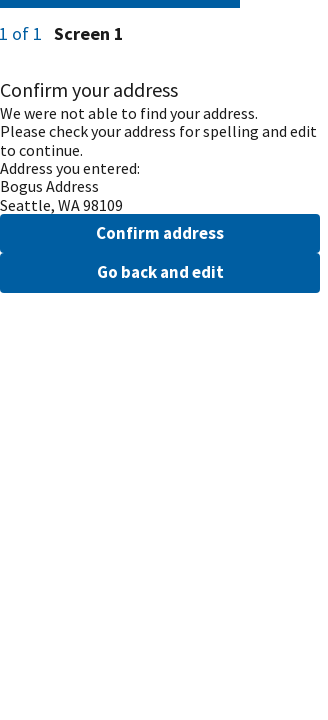 1 of 1 Screen 1
Confirm your address
We were not able to find your address.
Please check your address for spelling and edit
to continue.
Address you entered:
Bogus Address
Seattle, WA 98109
Confirm address
Go back and edit